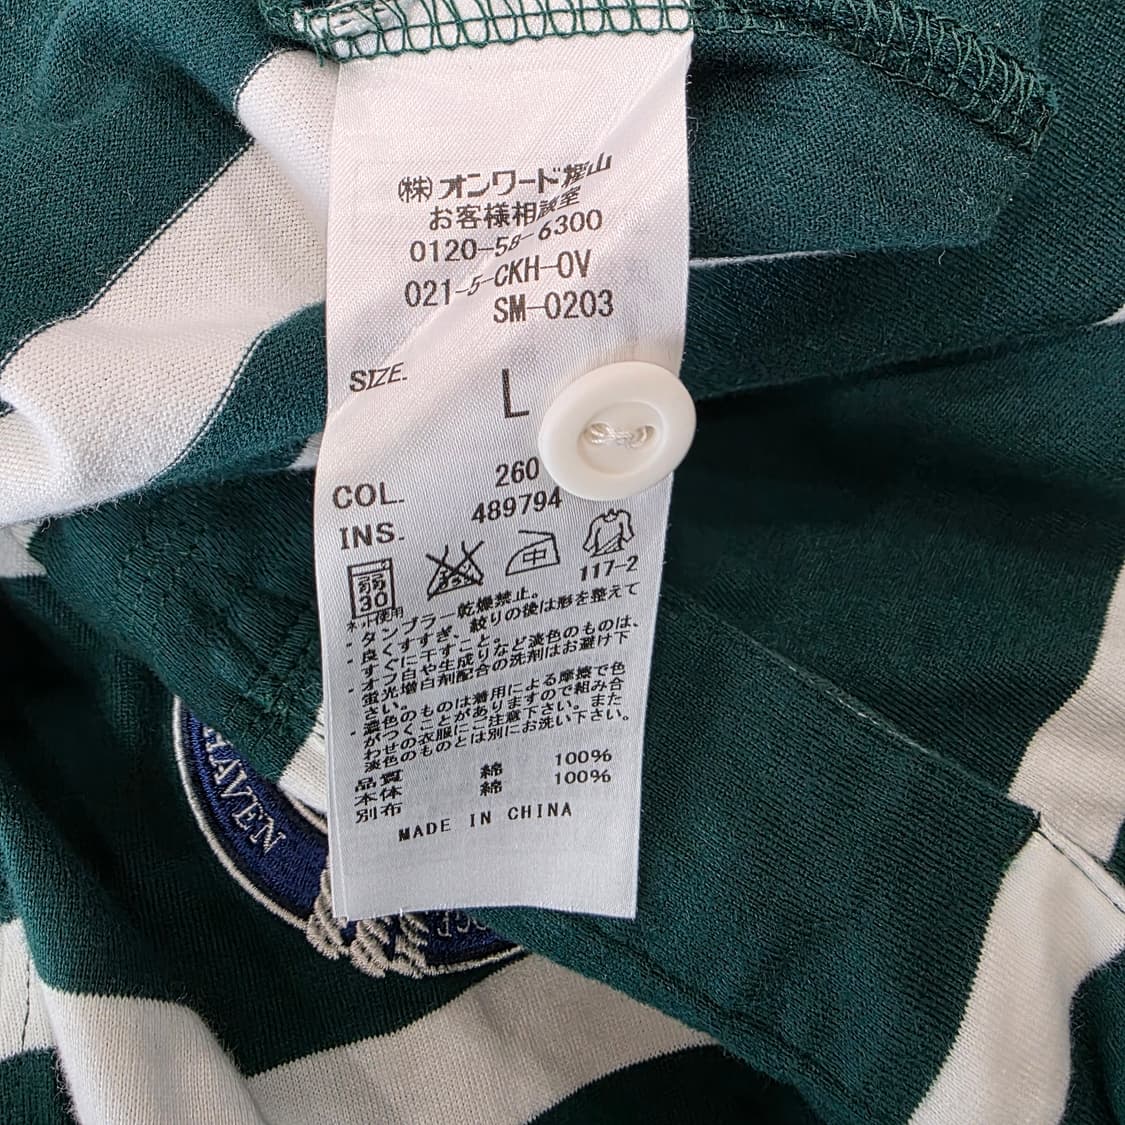 (株)オンワード樫山
お客様相談室
0120-58-6300
021-5-CKH-OV
SM-0203
SIZE. L
COL. 260
INS. 489794
弱
30
中
ネット使用
117-2
・タンブラー乾燥禁止。
・良くすすぎ、絞りの後は形を整えて
すぐに干すこと。
・オフ白や生成りなど淡色のものは、
蛍光増白剤配合の洗剤はお避け下
さい。
・濃色のものは着用による摩擦で色
がつくことがありますので組み合
わせの衣服にご注意下さい。また
淡色のものとは別にお洗い下さい。
品質
本体 綿 100%
別布 綿 100%
MADE IN CHINA
HAVEN